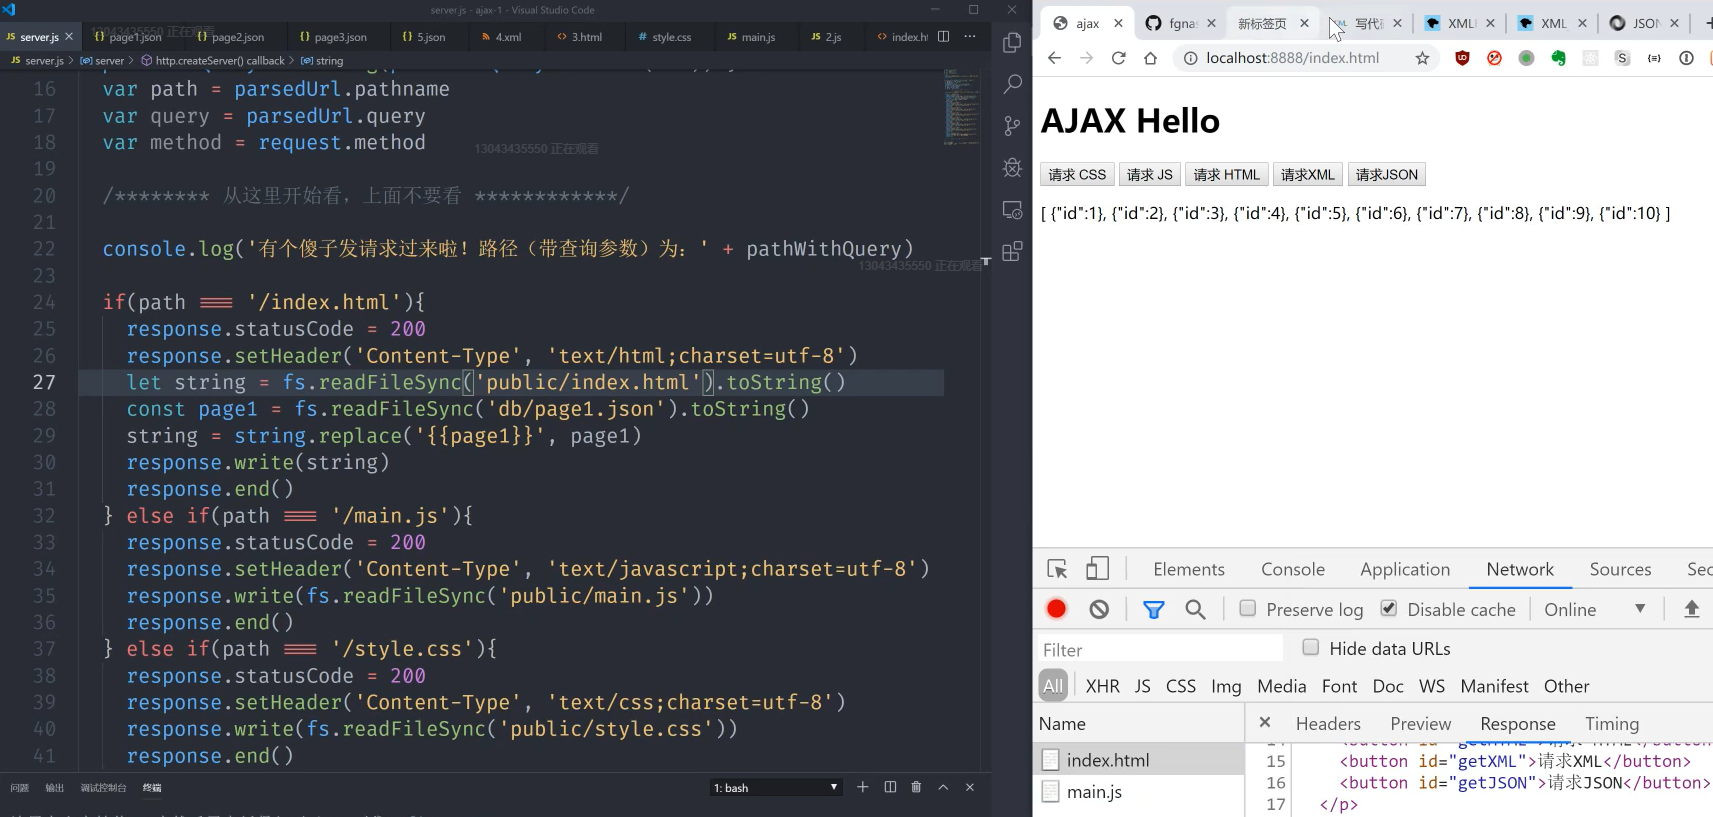 server.js - ajax-1 - Visual Studio Code
server.js
page1.json
page2.json
page3.json
5.json
4.xml
3.html
style.css
main.js
2.js
index.ht
server.js > server > http.createServer() callback > string
16 var path = parsedUrl.pathname
17 var query = parsedUrl.query
18 var method = request.method
13043435550 正在观看
19
20 /******** 从这里开始看，上面不要看 ************/
21
22 console.log('有个傻子发请求过来啦！路径（带查询参数）为：' + pathWithQuery)
13043435550 正在观看
23
24 if(path === '/index.html'){
25 response.statusCode = 200
26 response.setHeader('Content-Type', 'text/html;charset=utf-8')
27 let string = fs.readFileSync('public/index.html').toString()
28 const page1 = fs.readFileSync('db/page1.json').toString()
29 string = string.replace('{{page1}}', page1)
30 response.write(string)
31 response.end()
32 } else if(path === '/main.js'){
33 response.statusCode = 200
34 response.setHeader('Content-Type', 'text/javascript;charset=utf-8')
35 response.write(fs.readFileSync('public/main.js'))
36 response.end()
37 } else if(path === '/style.css'){
38 response.statusCode = 200
39 response.setHeader('Content-Type', 'text/css;charset=utf-8')
40 response.write(fs.readFileSync('public/style.css'))
41 response.end()
问题 输出 调试控制台 终端
1: bash
ajax
fgna
新标签页
写代
XML
XML
JSON
localhost:8888/index.html
AJAX Hello
请求 CSS 请求 JS 请求 HTML 请求XML 请求JSON
[ {"id":1}, {"id":2}, {"id":3}, {"id":4}, {"id":5}, {"id":6}, {"id":7}, {"id":8}, {"id":9}, {"id":10} ]
Elements Console Application Network Sources Sec
Preserve log Disable cache Online
Filter Hide data URLs
All XHR JS CSS Img Media Font Doc WS Manifest Other
Name Headers Preview Response Timing
index.html
main.js
15 <button id="getXML">请求XML</button>
16 <button id="getJSON">请求JSON</button>
17 </p>